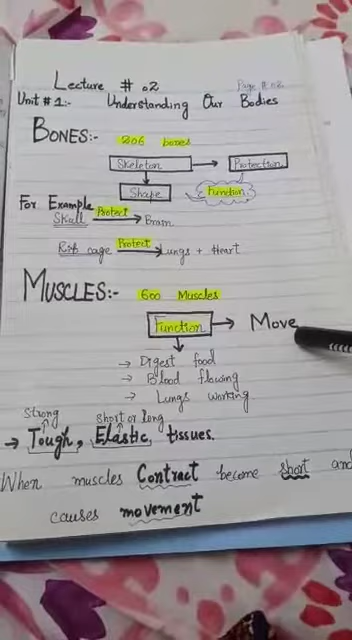 Lecture # 02
Page # 02
Unit # 1:- Understanding Our Bodies
BONES:- 206 bones
Skeleton → Protection
Shape Function
For Example
Skull Protect → Brain
Rib cage Protect → Lungs + Heart
MUSCLES:- 600 Muscles
Function → Move
→ Digest food
→ Blood flowing
→ Lungs working
Strong Short or long
→ Tough, Elastic, tissues.
When muscles Contract become short and
causes movement